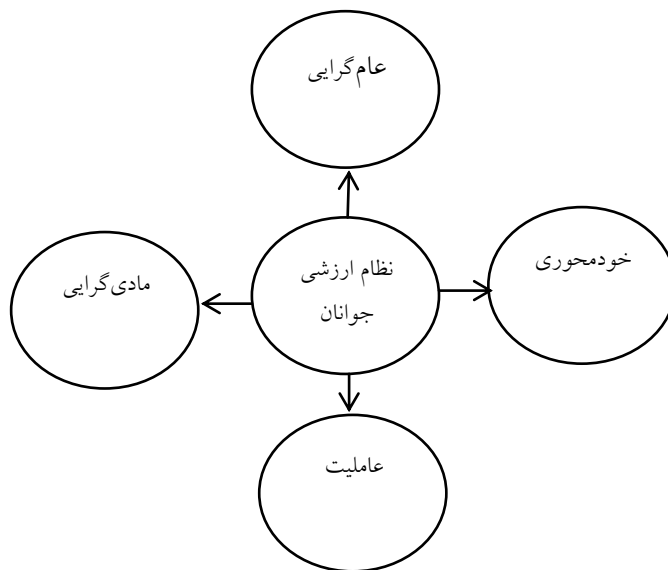 عام‌گرایی
خودمحوری
نظام ارزشی
جوانان
مادی‌گرایی
عاملیت